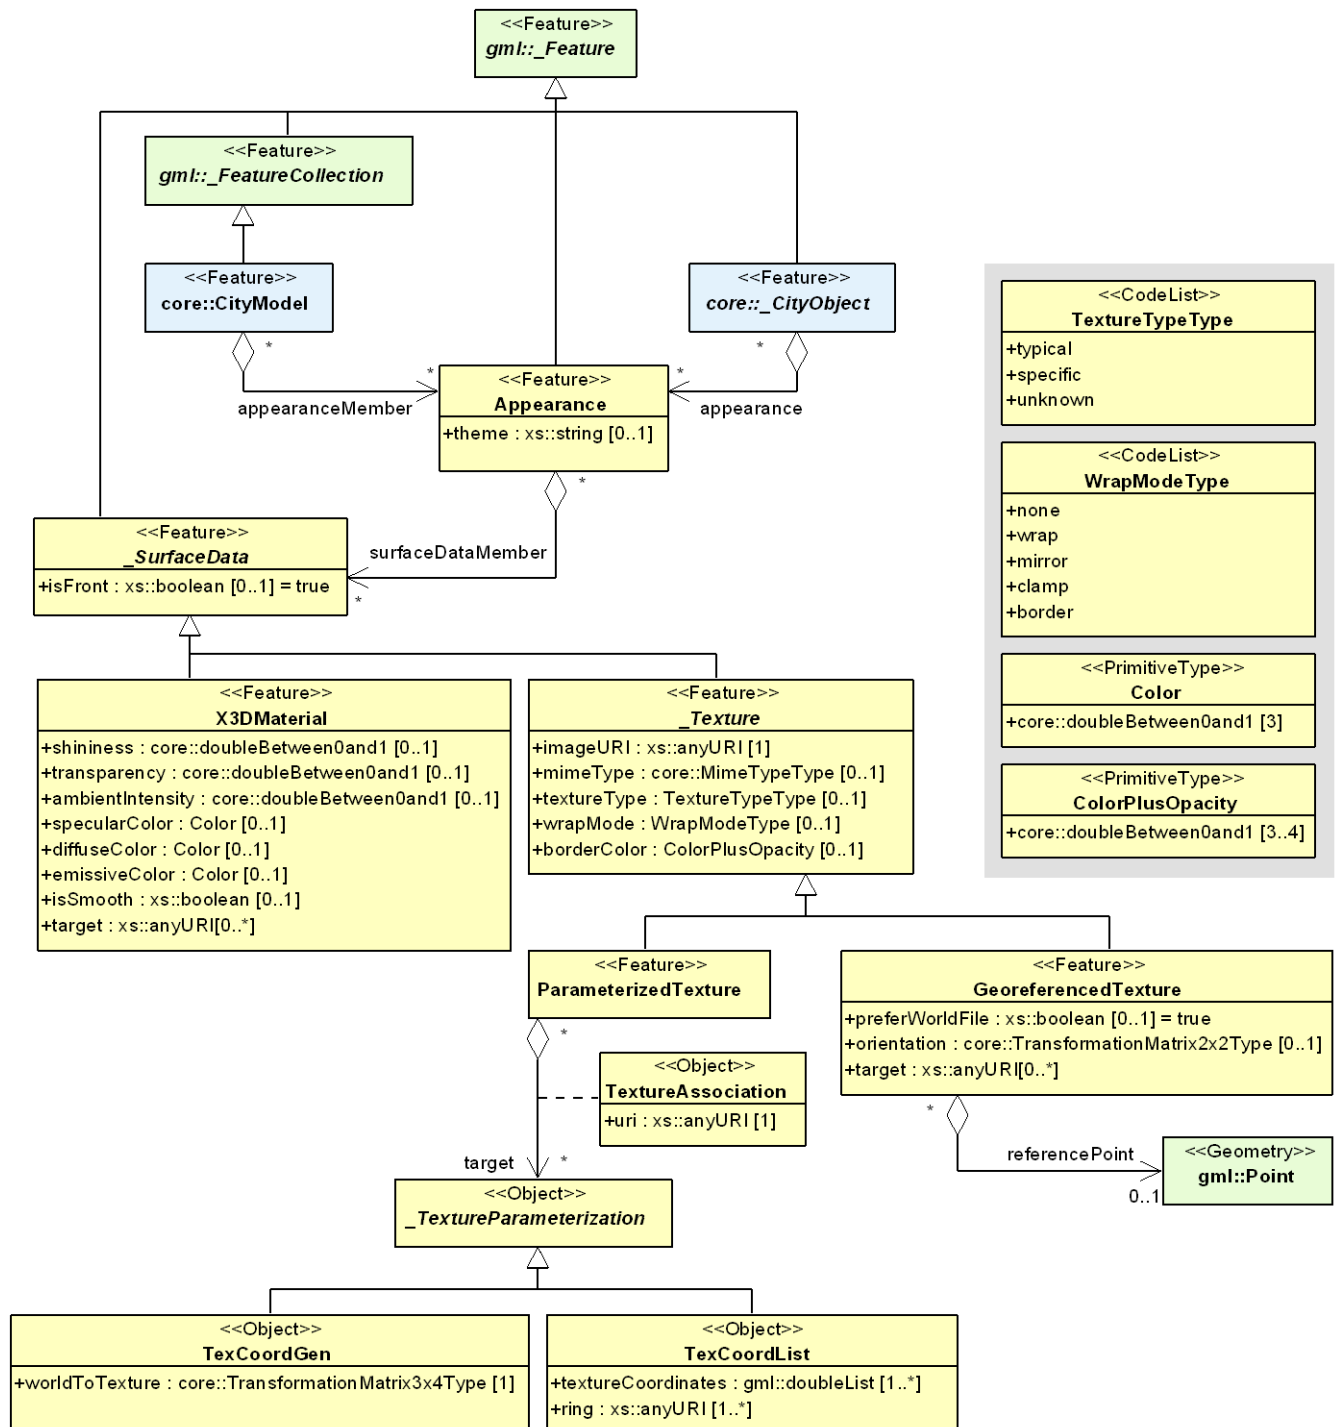 <<Feature>>
gml::_Feature
<<Feature>>
gml::_FeatureCollection
<<Feature>>
core::CityModel
<<Feature>>
core::_CityObject
*
*
*
*
appearanceMember
appearance
<<Feature>>
Appearance
+theme : xs::string [0..1]
*
surfaceDataMember
*
<<Feature>>
_SurfaceData
+isFront : xs::boolean [0..1] = true
<<CodeList>>
TextureTypeType
+typical
+specific
+unknown
<<CodeList>>
WrapModeType
+none
+wrap
+mirror
+clamp
+border
<<PrimitiveType>>
Color
+core::doubleBetween0and1 [3]
<<PrimitiveType>>
ColorPlusOpacity
+core::doubleBetween0and1 [3..4]
<<Feature>>
X3DMaterial
+shininess : core::doubleBetween0and1 [0..1]
+transparency : core::doubleBetween0and1 [0..1]
+ambientIntensity : core::doubleBetween0and1 [0..1]
+specularColor : Color [0..1]
+diffuseColor : Color [0..1]
+emissiveColor : Color [0..1]
+isSmooth : xs::boolean [0..1]
+target : xs::anyURI[0..*]
<<Feature>>
_Texture
+imageURI : xs::anyURI [1]
+mimeType : core::MimeTypeType [0..1]
+textureType : TextureTypeType [0..1]
+wrapMode : WrapModeType [0..1]
+borderColor : ColorPlusOpacity [0..1]
<<Feature>>
ParameterizedTexture
*
<<Feature>>
GeoreferencedTexture
+preferWorldFile : xs::boolean [0..1] = true
+orientation : core::TransformationMatrix2x2Type [0..1]
+target : xs::anyURI[0..*]
*
<<Object>>
TextureAssociation
+uri : xs::anyURI [1]
referencePoint
0..1
<<Geometry>>
gml::Point
target
*
<<Object>>
_TextureParameterization
<<Object>>
TexCoordGen
+worldToTexture : core::TransformationMatrix3x4Type [1]
<<Object>>
TexCoordList
+textureCoordinates : gml::doubleList [1..*]
+ring : xs::anyURI [1..*]